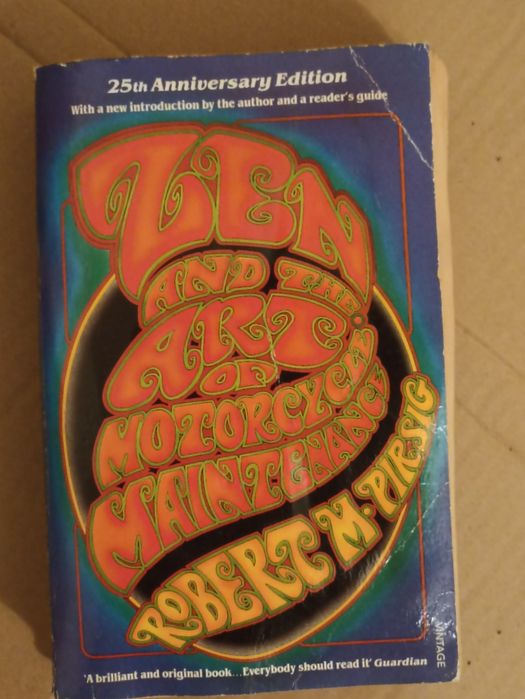 25th Anniversary Edition
With a new introduction by the author and a reader's guide
ZEN
AND THE
ART
OF
MOTORCYCLE
MAINTENANCE
ROBERT M. PIRSIG
VINTAGE
'A brilliant and original book...Everybody should read it' Guardian